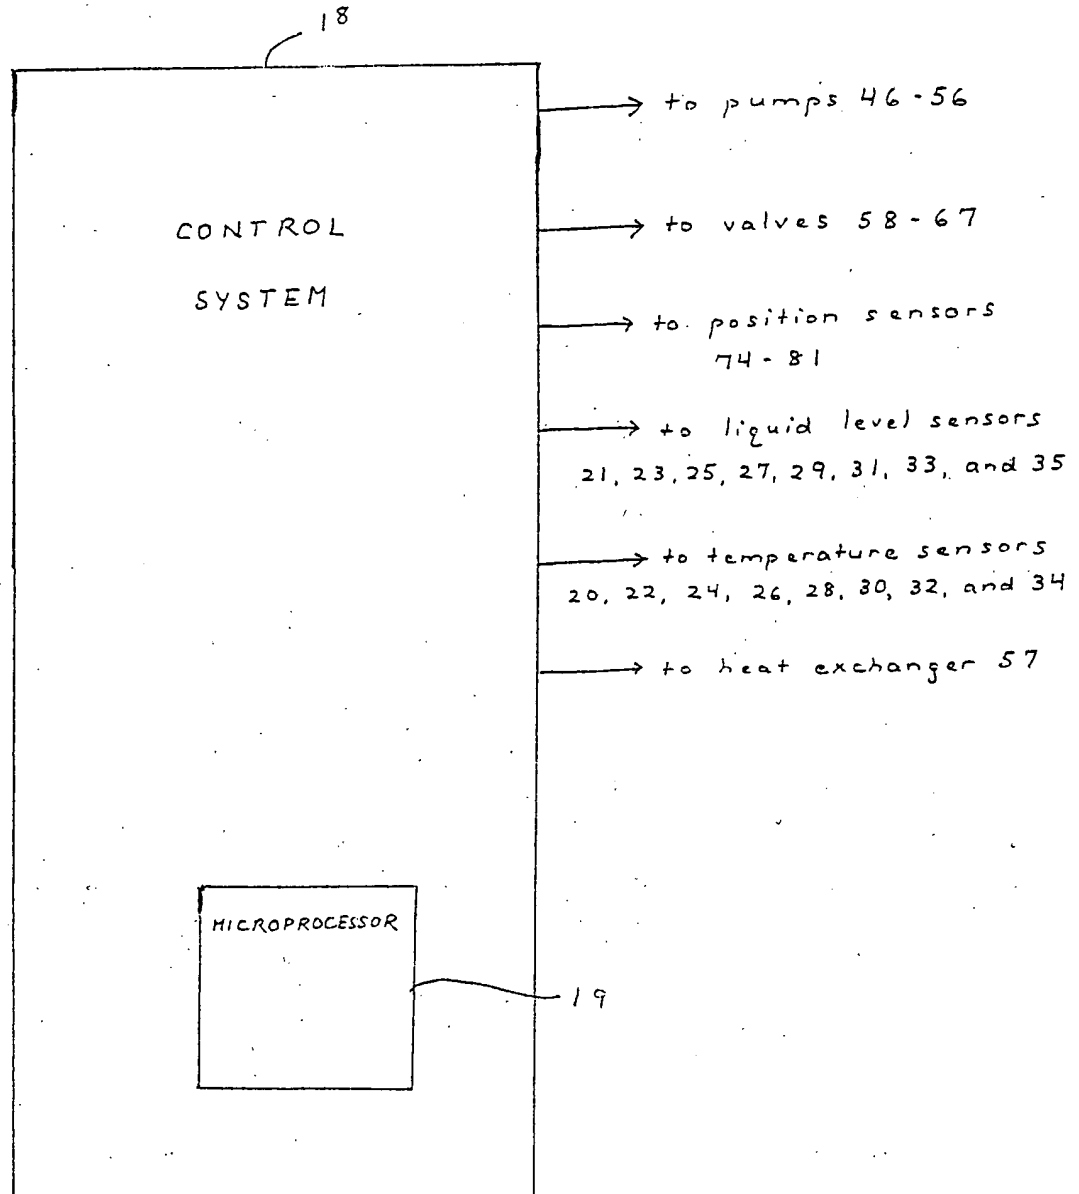 18
to pumps 46-56
CONTROL
SYSTEM
to valves 58-67
to position sensors
74-81
to liquid level sensors
21, 23, 25, 27, 29, 31, 33, and 35
to temperature sensors
20, 22, 24, 26, 28, 30, 32, and 34
to heat exchanger 57
MICROPROCESSOR
19